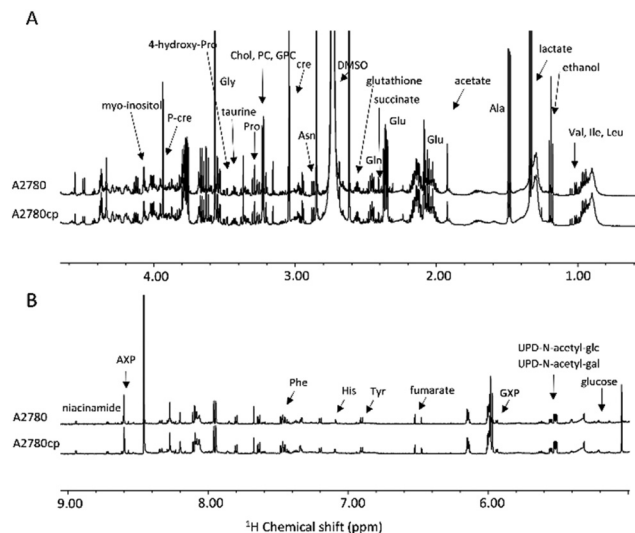 A
4-hydroxy-Pro
Chol, PC, GPC
cre
DMSO
lactate
Gly
glutathione
acetate
ethanol
myo-inositol
P-cre
taurine
succinate
Ala
Pro
Asn
Gln
Glu
Glu
Val, Ile, Leu
A2780
A2780cp
4.00 3.00 2.00 1.00
B
AXP
UPD-N-acetyl-glc
UPD-N-acetyl-gal
niacinamide
Phe
His
Tyr
fumarate
GXP
glucose
A2780
A2780cp
9.00 8.00 7.00 6.00
¹H Chemical shift (ppm)